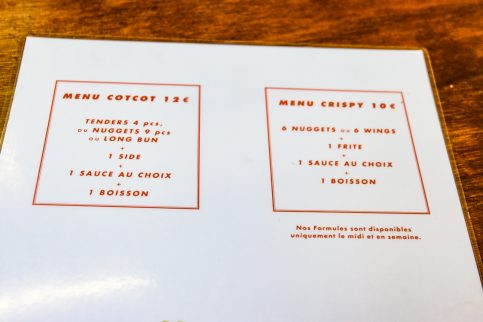 MENU COTCOT 12€
TENDERS 4 pcs,
ou NUGGETS 9 pcs
ou LONG BUN
+
1 SIDE
+
1 SAUCE AU CHOIX
+
1 BOISSON
MENU CRISPY 10€
6 NUGGETS ou 6 WINGS
+
1 FRITE
+
1 SAUCE AU CHOIX
+
1 BOISSON
Nos Formules sont disponibles
uniquement le midi et en semaine.